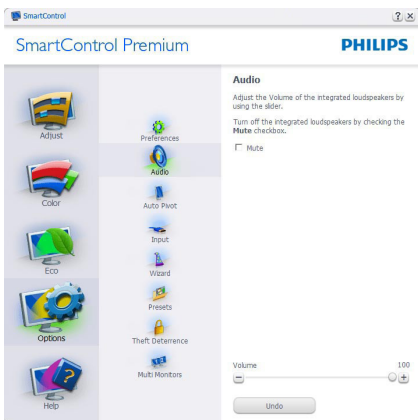 SmartControl
? x
SmartControl Premium
PHILIPS
Adjust
Color
Eco
Options
Help
Preferences
Audio
Auto Pivot
Input
Wizard
Presets
Theft Deterrence
Multi Monitors
Audio
Adjust the Volume of the integrated loudspeakers by
using the slider.
Turn off the integrated loudspeakers by checking the
Mute checkbox.
Mute
Volume 100
Undo